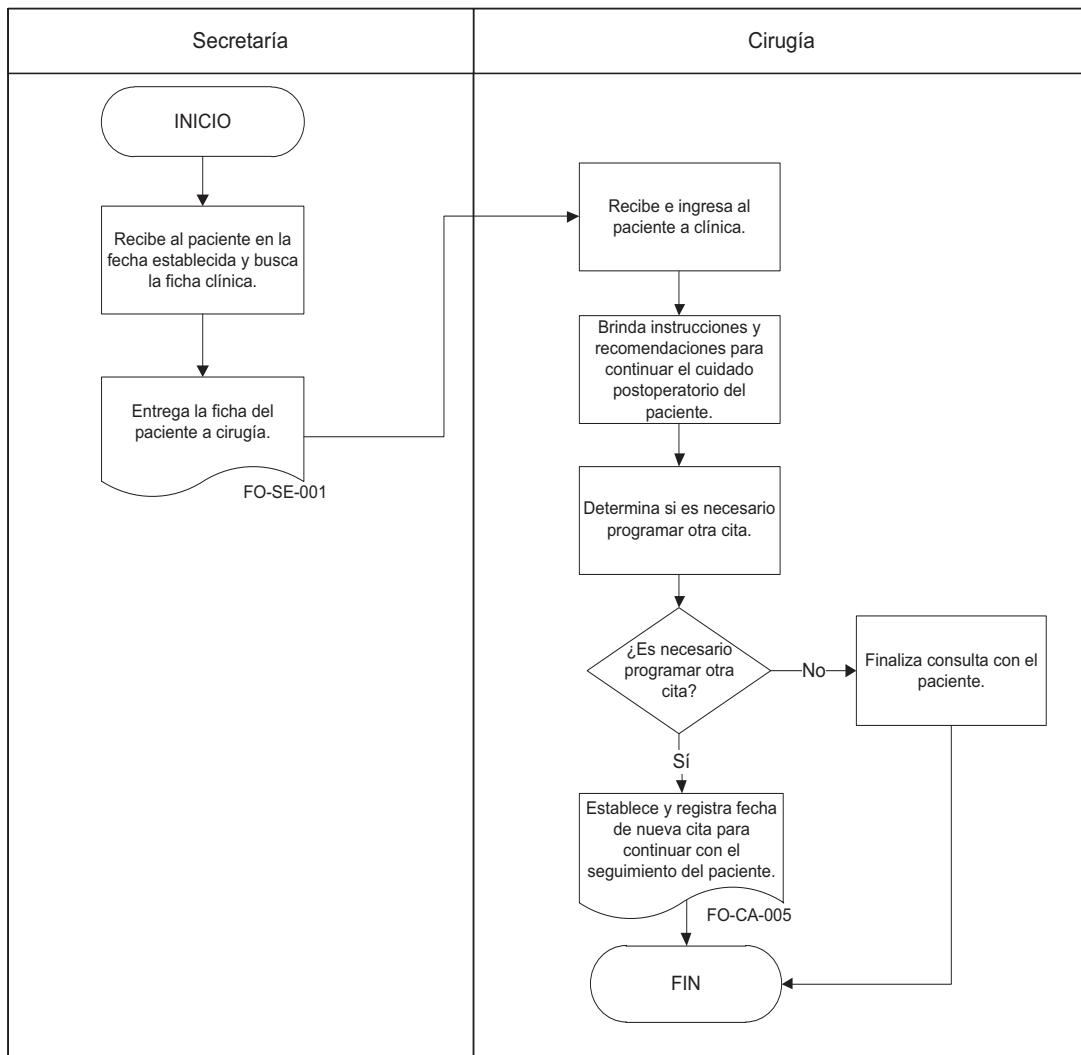 Secretaría
Cirugía
INICIO
Recibe al paciente en la
fecha establecida y busca
la ficha clínica.
Entrega la ficha del
paciente a cirugía.
FO-SE-001
Recibe e ingresa al
paciente a clínica.
Brinda instrucciones y
recomendaciones para
continuar el cuidado
postoperatorio del
paciente.
Determina si es necesario
programar otra cita.
¿Es necesario
programar otra
cita?
No
Finaliza consulta con el
paciente.
Sí
Establece y registra fecha
de nueva cita para
continuar con el
seguimiento del paciente.
FO-CA-005
FIN